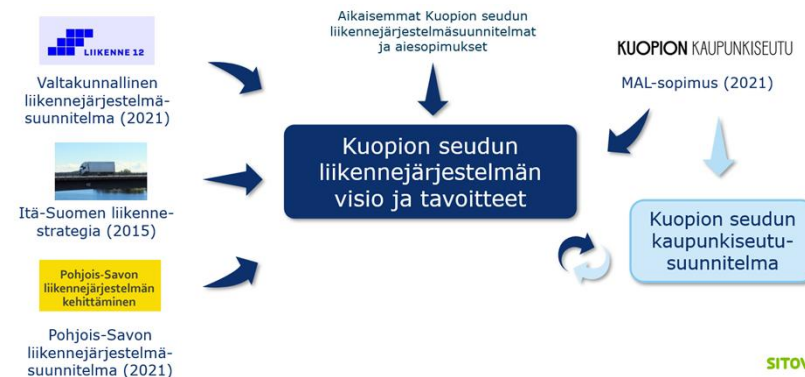 LIIKENNE 12
Valtakunnallinen
liikennejärjestelmä-
suunnitelma (2021)
Itä-Suomen liikenne-
strategia (2015)
Pohjois-Savon
liikennejärjestelmän
kehittäminen
Pohjois-Savon
liikennejärjestelmä-
suunnitelma (2021)
Aikaisemmat Kuopion seudun
liikennejärjestelmäsuunnitelmat
ja aiesopimukset
Kuopion seudun
liikennejärjestelmän
visio ja tavoitteet
KUOPION KAUPUNKISEUTU
MAL-sopimus (2021)
Kuopion seudun
kaupunkiseutu-
suunnitelma